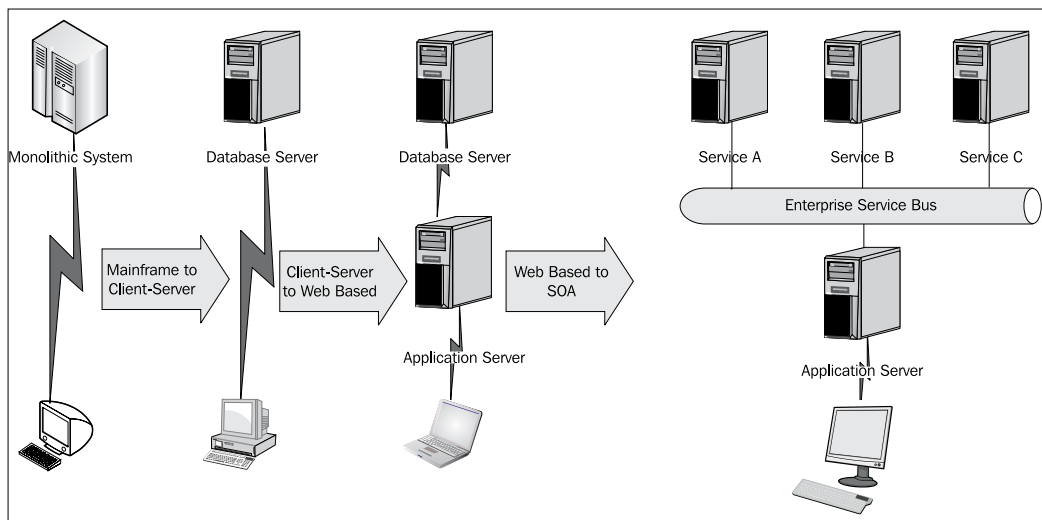 Monolithic System
Database Server
Database Server
Service A
Service B
Service C
Enterprise Service Bus
Mainframe to
Client-Server
Client-Server
to Web Based
Web Based to
SOA
Application Server
Application Server